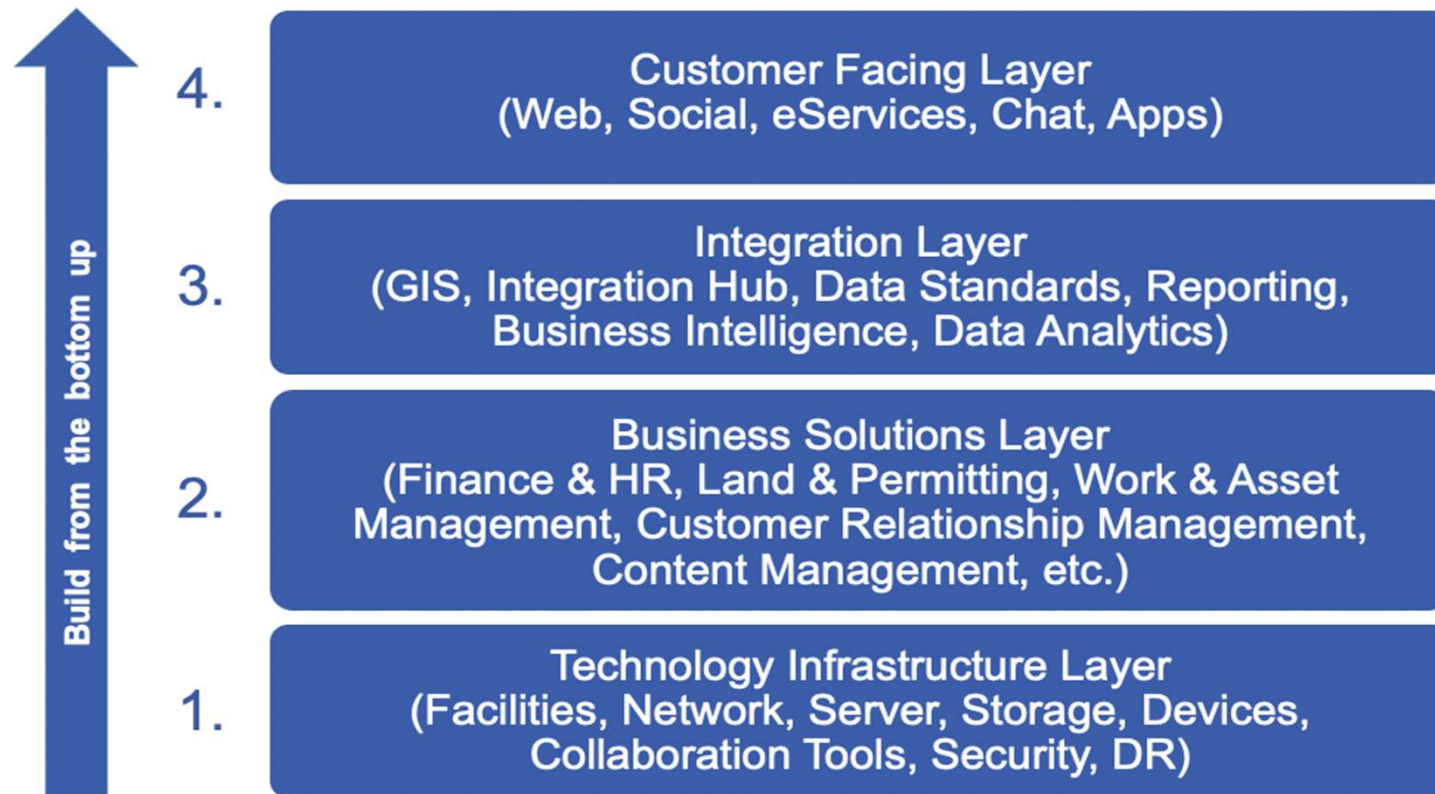 Build from the bottom up
4.
Customer Facing Layer
(Web, Social, eServices, Chat, Apps)
3.
Integration Layer
(GIS, Integration Hub, Data Standards, Reporting,
Business Intelligence, Data Analytics)
2.
Business Solutions Layer
(Finance & HR, Land & Permitting, Work & Asset
Management, Customer Relationship Management,
Content Management, etc.)
1.
Technology Infrastructure Layer
(Facilities, Network, Server, Storage, Devices,
Collaboration Tools, Security, DR)